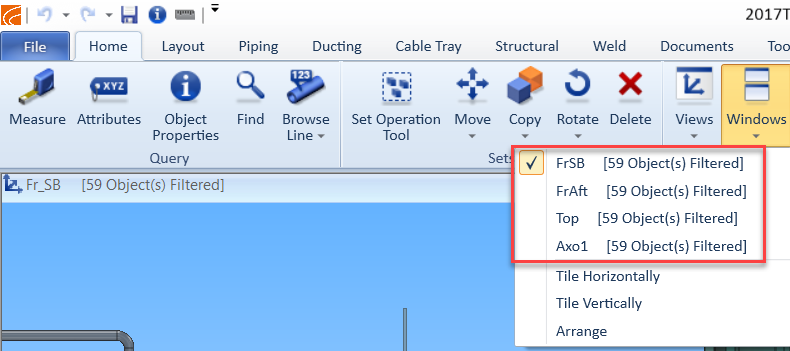 2017T
File Home Layout Piping Ducting Cable Tray Structural Weld Documents Too
XYZ 123
Measure Attributes Object Properties Find Browse Line Set Operation Tool Move Copy Rotate Delete Views Windows
Query Sets
Fr_SB [59 Object(s) Filtered]
FrSB [59 Object(s) Filtered]
FrAft [59 Object(s) Filtered]
Top [59 Object(s) Filtered]
Axo1 [59 Object(s) Filtered]
Tile Horizontally
Tile Vertically
Arrange